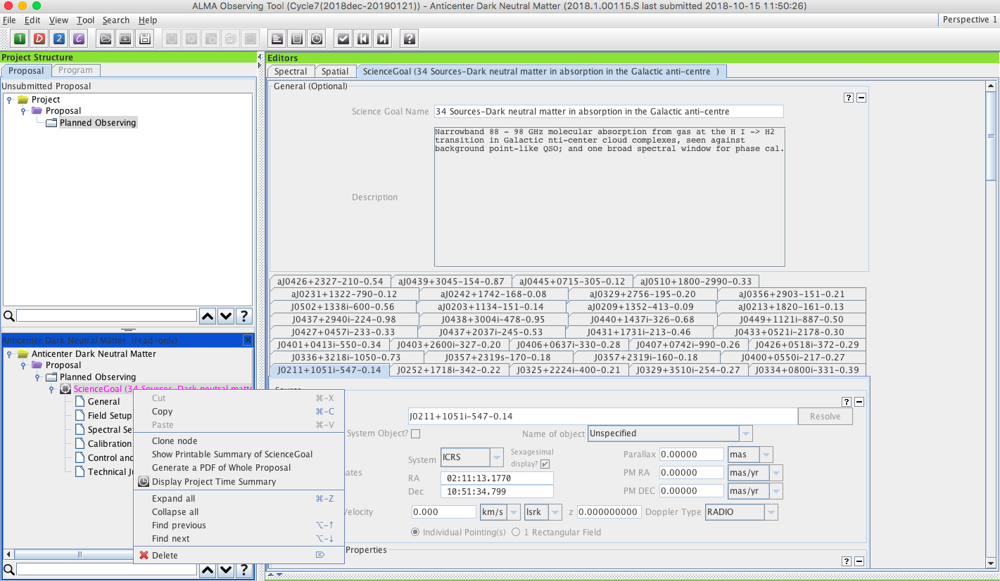 ALMA Observing Tool (Cycle7(2018dec-20190121)) - Anticenter Dark Neutral Matter (2018.1.00115.S last submitted 2018-10-15 11:50:26)
File Edit View Tool Search Help
Perspective 1
1 D 2 C ?
Project Structure
Proposal Program
Unsubmitted Proposal
Project
Proposal
Planned Observing
?
Anticenter Dark Neutral Matter (read-only)
Anticenter Dark Neutral Matter
Proposal
Planned Observing
ScienceGoal (34 Sources-Dark neutral matte
General
Field Setup
Spectral Se
Calibration
Control and
Technical Ju
?
Cut ⌘-X
Copy ⌘-C
Paste ⌘-V
Clone node
Show Printable Summary of ScienceGoal
Generate a PDF of Whole Proposal
Display Project Time Summary
Expand all ⌘-Z
Collapse all
Find previous ⌥-↑
Find next ⌥-↓
Delete ⌦
Editors
Spectral Spatial ScienceGoal (34 Sources-Dark neutral matter in absorption in the Galactic anti-centre )
General (Optional)
?
Science Goal Name 34 Sources-Dark neutral matter in absorption in the Galactic anti-centre
Description
Narrowband 88 - 98 GHz molecular absorption from gas at the H I -> H2
transition in Galactic nti-center cloud complexes, seen against
background point-like QSO; and one broad spectral window for phase cal.
aJ0426+2327-210-0.54 aJ0439+3045-154-0.87 aJ0445+0715-305-0.12 aJ0510+1800-2990-0.33
aJ0231+1322-790-0.12 aJ0242+1742-168-0.08 aJ0329+2756-195-0.20 aJ0356+2903-151-0.21
J0502+1338i-600-0.56 aJ0203+1134-151-0.14 aJ0209+1352-413-0.09 aJ0213+1820-161-0.13
J0437+2940i-224-0.98 J0438+3004i-478-0.95 J0440+1437i-326-0.68 J0449+1121i-887-0.50
J0427+0457i-233-0.33 J0437+2037i-245-0.53 J0431+1731i-213-0.46 J0433+0521i-2178-0.30
J0401+0413i-550-0.34 J0403+2600i-327-0.20 J0406+0637i-330-0.28 J0407+0742i-990-0.26 J0426+0518i-372-0.29
J0336+3218i-1050-0.73 J0357+2319s-170-0.18 J0357+2319i-160-0.18 J0400+0550i-217-0.27
J0211+1051i-547-0.14 J0252+1718i-342-0.22 J0325+2224i-400-0.21 J0329+3510i-254-0.27 J0334+0800i-331-0.39
Source
?
J0211+1051i-547-0.14 Resolve
System Object? Name of object Unspecified
System ICRS Sexagesimal display? Parallax 0.00000 mas
ates RA 02:11:13.1770 PM RA 0.00000 mas/yr
Dec 10:51:34.799 PM DEC 0.00000 mas/yr
elocity 0.000 km/s lsrk z 0.000000000 Doppler Type RADIO
Individual Pointing(s) 1 Rectangular Field
Properties
?